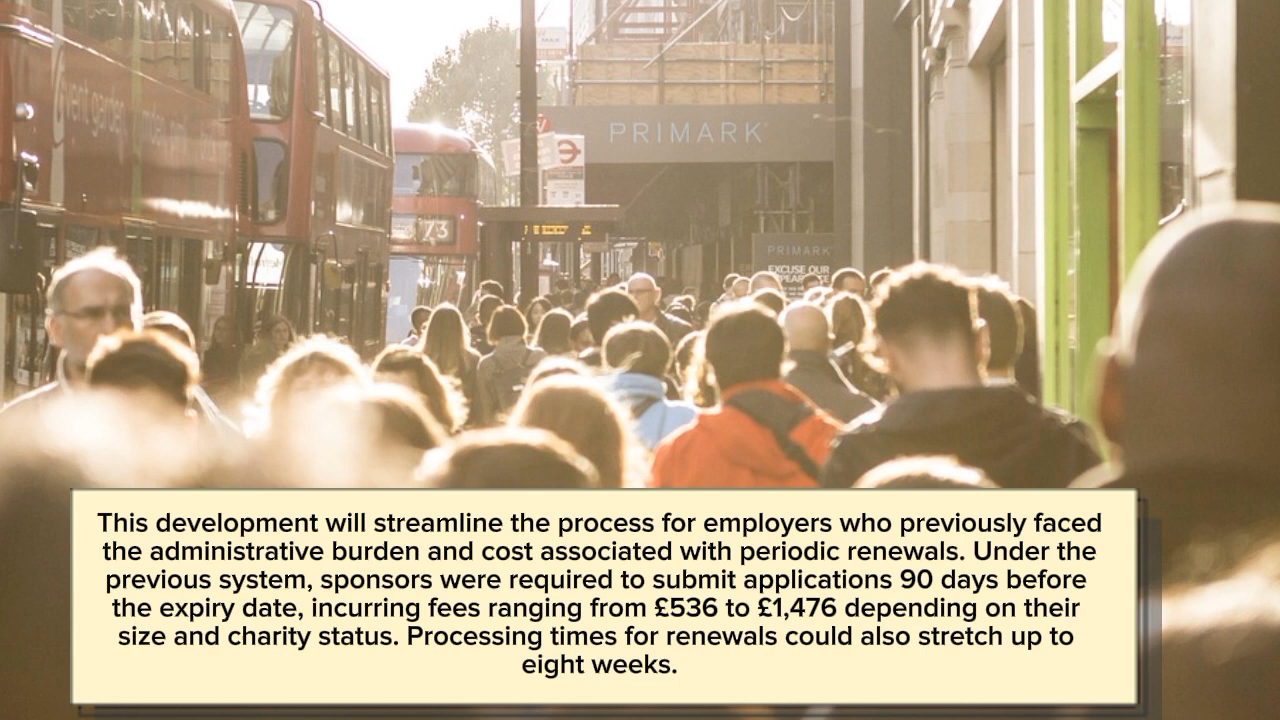 PRIMARK
73
PRIMARK
EXCUSE OUR
This development will streamline the process for employers who previously faced
the administrative burden and cost associated with periodic renewals. Under the
previous system, sponsors were required to submit applications 90 days before
the expiry date, incurring fees ranging from £536 to £1,476 depending on their
size and charity status. Processing times for renewals could also stretch up to
eight weeks.